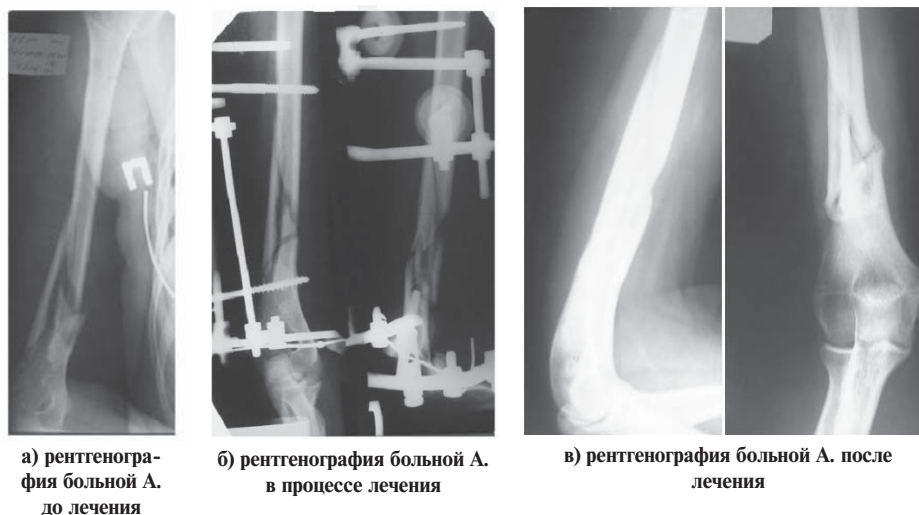 а) рентгеногра-
фия больной А.
до лечения
б) рентгенография больной А.
в процессе лечения
в) рентгенография больной А. после
лечения